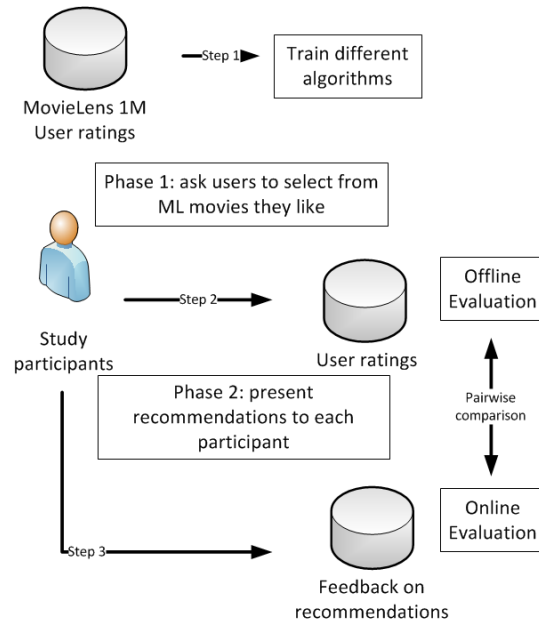 Step 1
Train different
algorithms
MovieLens 1M
User ratings
Phase 1: ask users to select from
ML movies they like
Step 2
Offline
Evaluation
Study
participants
User ratings
Phase 2: present
recommendations to each
participant
Pairwise
comparison
Online
Evaluation
Step 3
Feedback on
recommendations